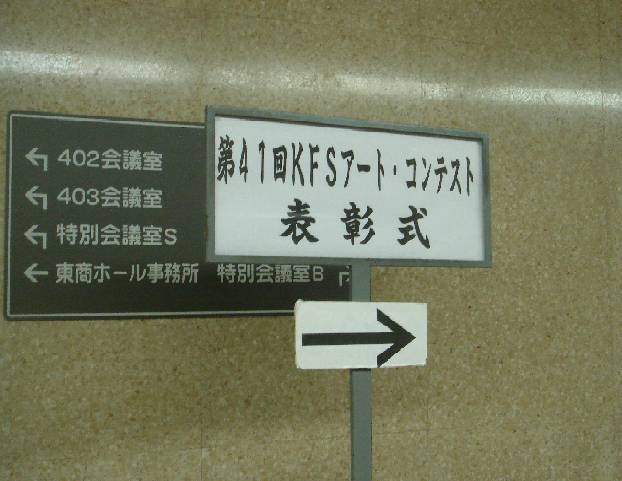 402会議室
403会議室
特別会議室S
東商ホール事務所 特別会議室B
第41回KFSアート・コンテスト
表彰式